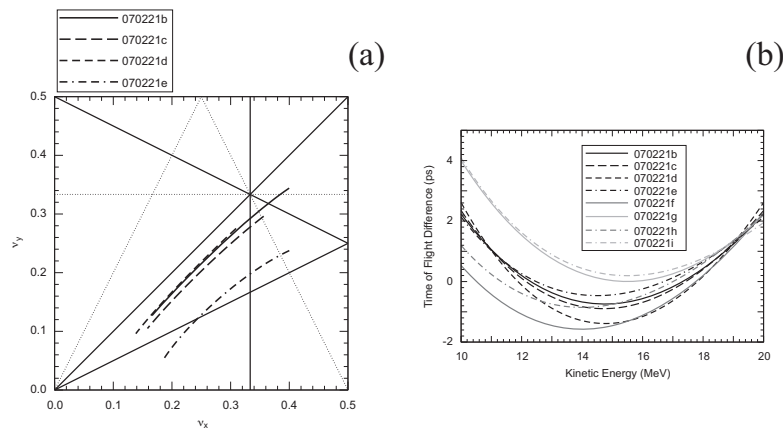 070221b
070221c
070221d
070221e
(a)
0.5
0.4
0.3
0.2
0.1
0.0
νy
0.0 0.1 0.2 0.3 0.4 0.5
νx
(b)
4
2
0
-2
Time of Flight Difference (ps)
070221b
070221c
070221d
070221e
070221f
070221g
070221h
070221i
10 12 14 16 18 20
Kinetic Energy (MeV)